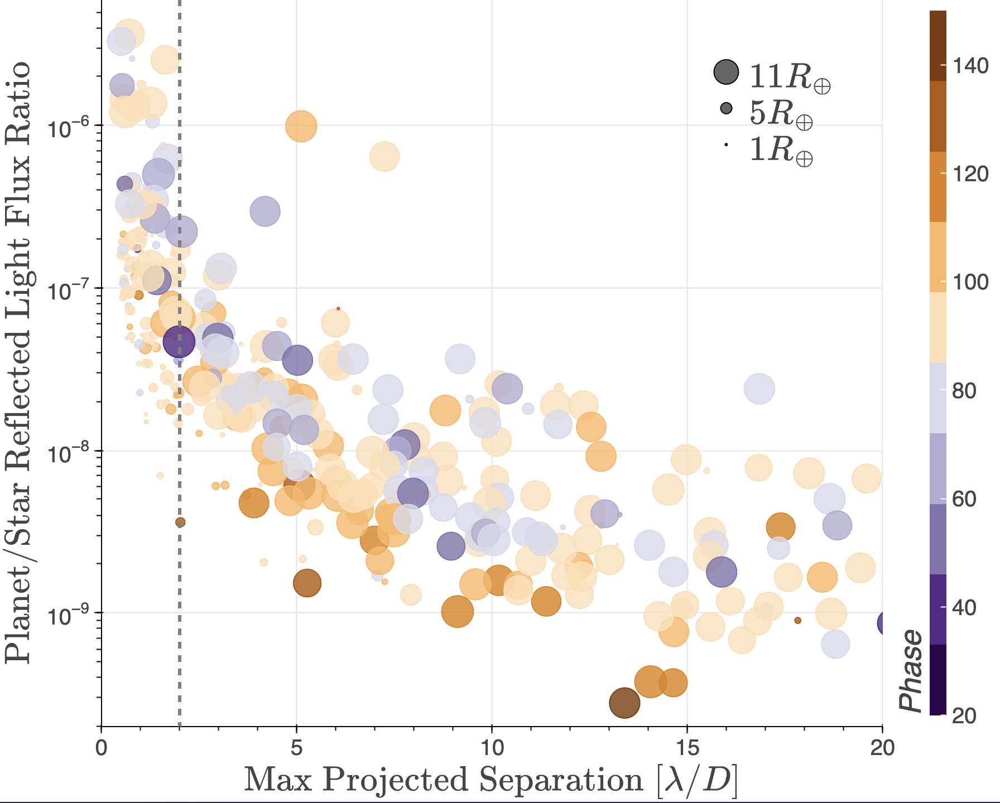 Planet/Star Reflected Light Flux Ratio
10⁻⁶
10⁻⁷
10⁻⁸
10⁻⁹
11R⊕
5R⊕
1R⊕
0 5 10 15 20
Max Projected Separation [λ/D]
Phase
140
120
100
80
60
40
20